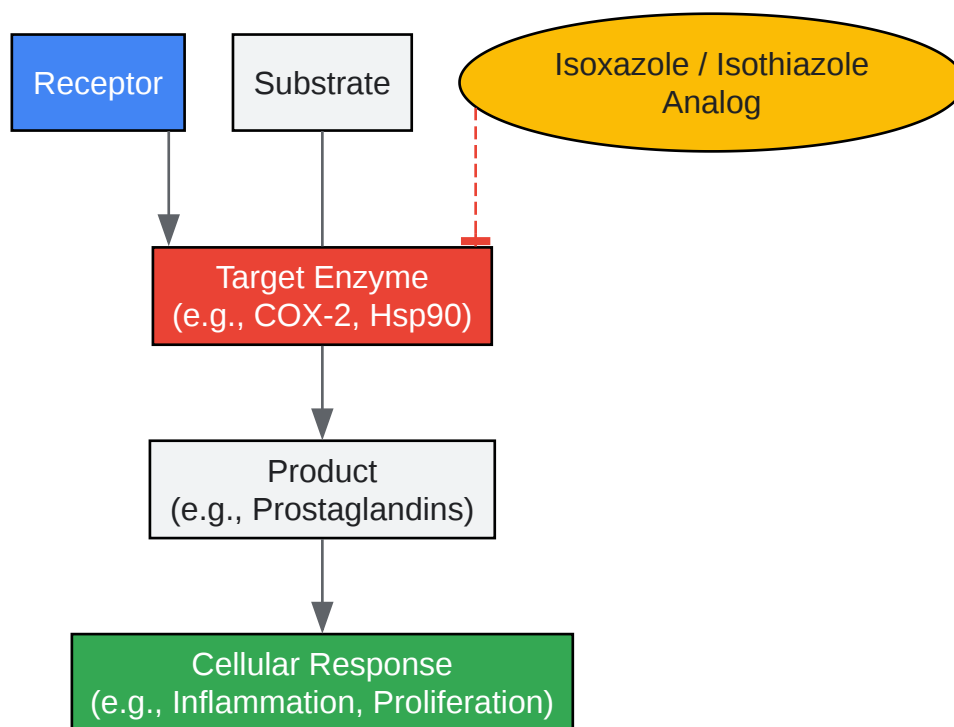 Receptor
Substrate
Isoxazole / Isothiazole
Analog
Target Enzyme
(e.g., COX-2, Hsp90)
Product
(e.g., Prostaglandins)
Cellular Response
(e.g., Inflammation, Proliferation)